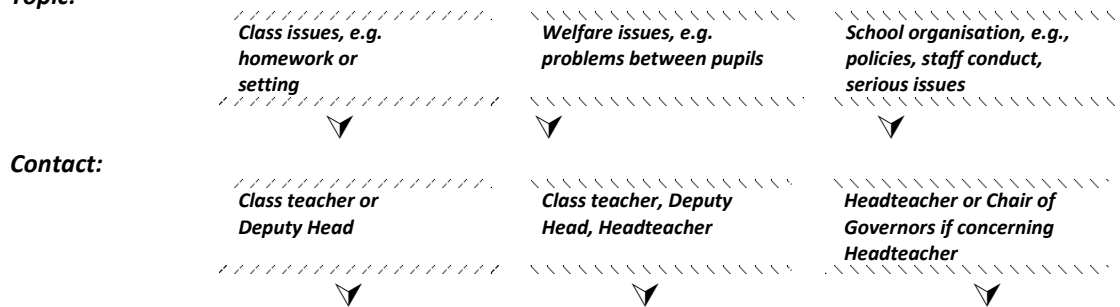 Topic:
Class issues, e.g.
homework or
setting
Welfare issues, e.g.
problems between pupils
School organisation, e.g.,
policies, staff conduct,
serious issues
Contact:
Class teacher or
Deputy Head
Class teacher, Deputy
Head, Headteacher
Headteacher or Chair of
Governors if concerning
Headteacher